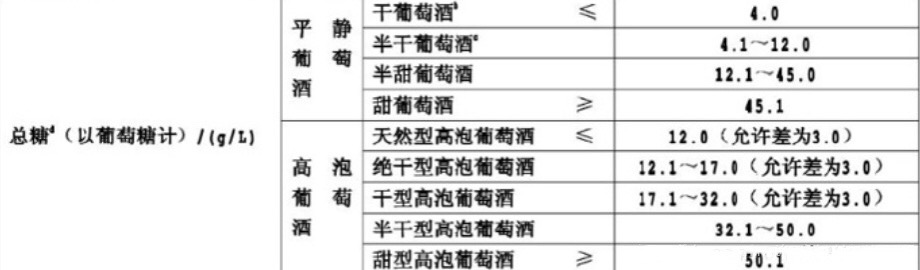 总糖ᵈ（以葡萄糖计）/(g/L)
平静葡萄酒
干葡萄酒ᵇ ≤ 4.0
半干葡萄酒ᶜ 4.1～12.0
半甜葡萄酒 12.1～45.0
甜葡萄酒 ≥ 45.1
高泡葡萄酒
天然型高泡葡萄酒 ≤ 12.0（允许差为3.0）
绝干型高泡葡萄酒 12.1～17.0（允许差为3.0）
干型高泡葡萄酒 17.1～32.0（允许差为3.0）
半干型高泡葡萄酒 32.1～50.0
甜型高泡葡萄酒 ≥ 50.1